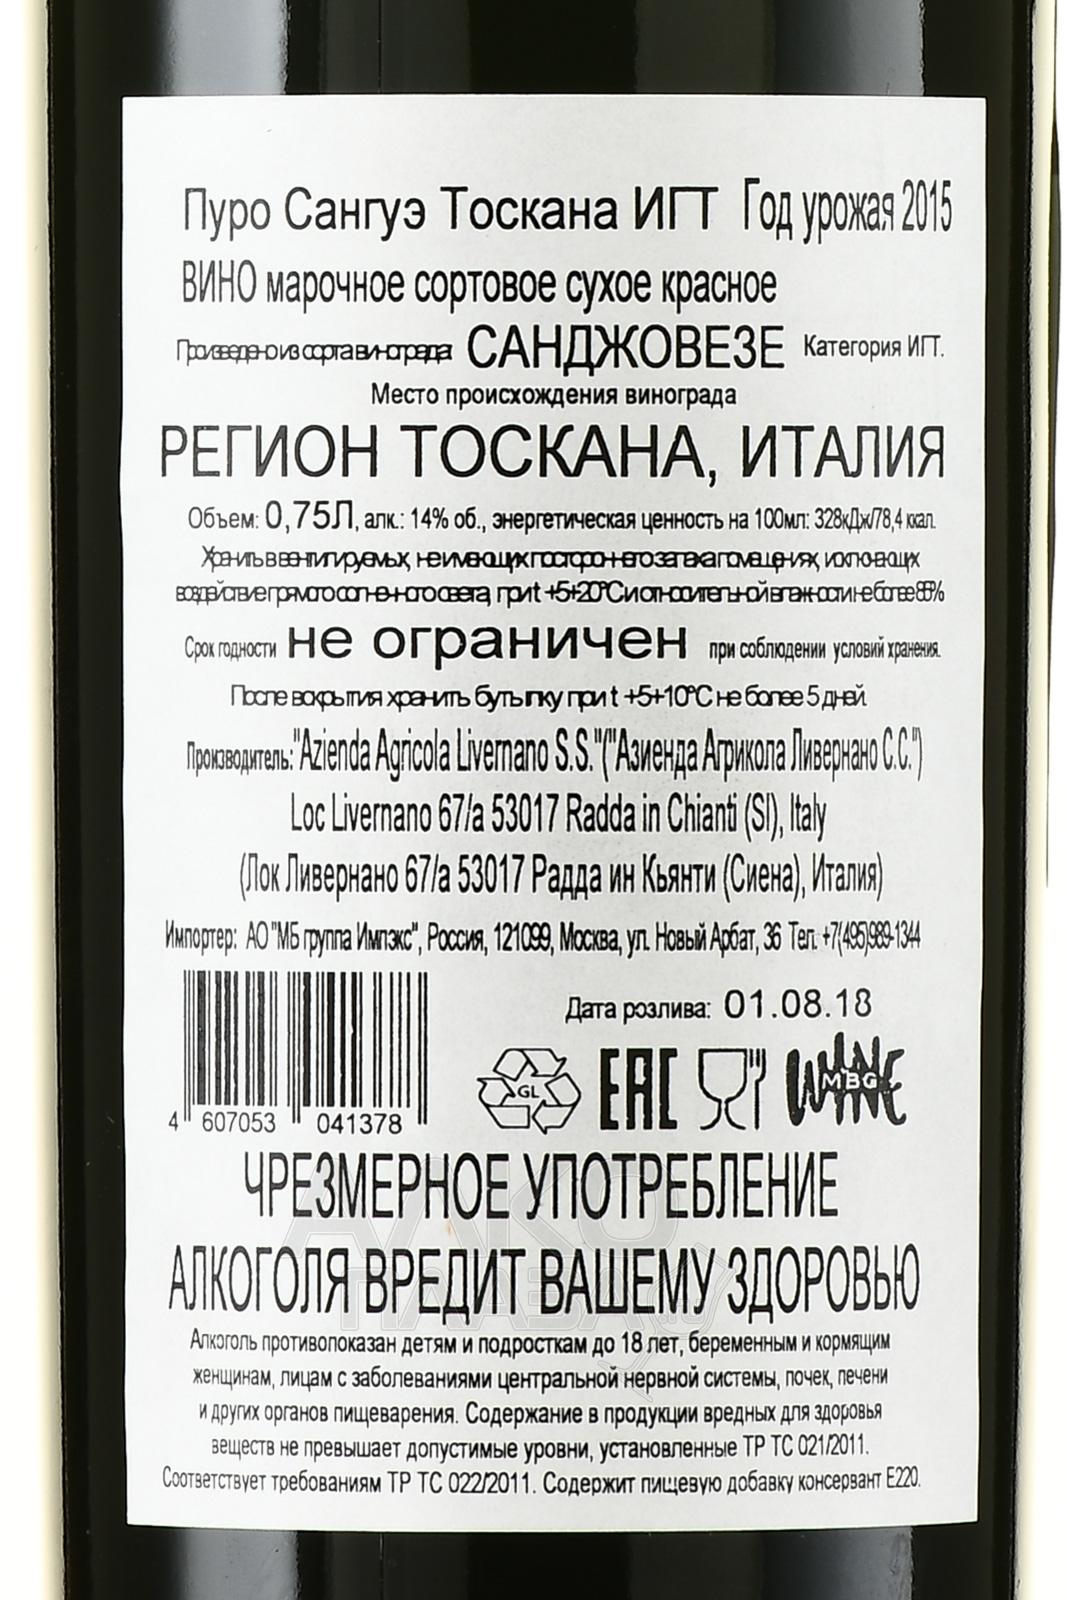 Пуро Сангуэ Тоскана ИГТ Год урожая 2015
ВИНО марочное сортовое сухое красное
Произведено из сорта винограда САНДЖОВЕЗЕ Категория ИГТ.
Место происхождения винограда
РЕГИОН ТОСКАНА, ИТАЛИЯ
Объем: 0,75Л, алк.: 14% об., энергетическая ценность на 100мл: 328кДж/78,4 ккал.
Хранить в вентилируемых, не имеющих постороннего запаха помещениях, исключающих
воздействие прямого солнечного света, при t +5+20°С и относительной влажности не более 85%
Срок годности не ограничен при соблюдении условий хранения.
После вскрытия хранить бутылку при t +5+10°С не более 5 дней.
Производитель: "Azienda Agricola Livernano S.S."("Азиенда Агрикола Ливернано С.С.")
Loc Livernano 67/a 53017 Radda in Chianti (SI), Italy
(Лок Ливернано 67/а 53017 Радда ин Кьянти (Сиена), Италия)
Импортер: АО "МБ группа Импэкс", Россия, 121099, Москва, ул. Новый Арбат, 36 Тел. +7(495)989-1344
Дата розлива: 01.08.18
GL EAC WINE MBG
4 607053 041378
ЧРЕЗМЕРНОЕ УПОТРЕБЛЕНИЕ
АЛКОГОЛЯ ВРЕДИТ ВАШЕМУ ЗДОРОВЬЮ
Алкоголь противопоказан детям и подросткам до 18 лет, беременным и кормящим
женщинам, лицам с заболеваниями центральной нервной системы, почек, печени
и других органов пищеварения. Содержание в продукции вредных для здоровья
веществ не превышает допустимые уровни, установленные ТР ТС 021/2011.
Соответствует требованиям ТР ТС 022/2011. Содержит пищевую добавку консервант Е220.